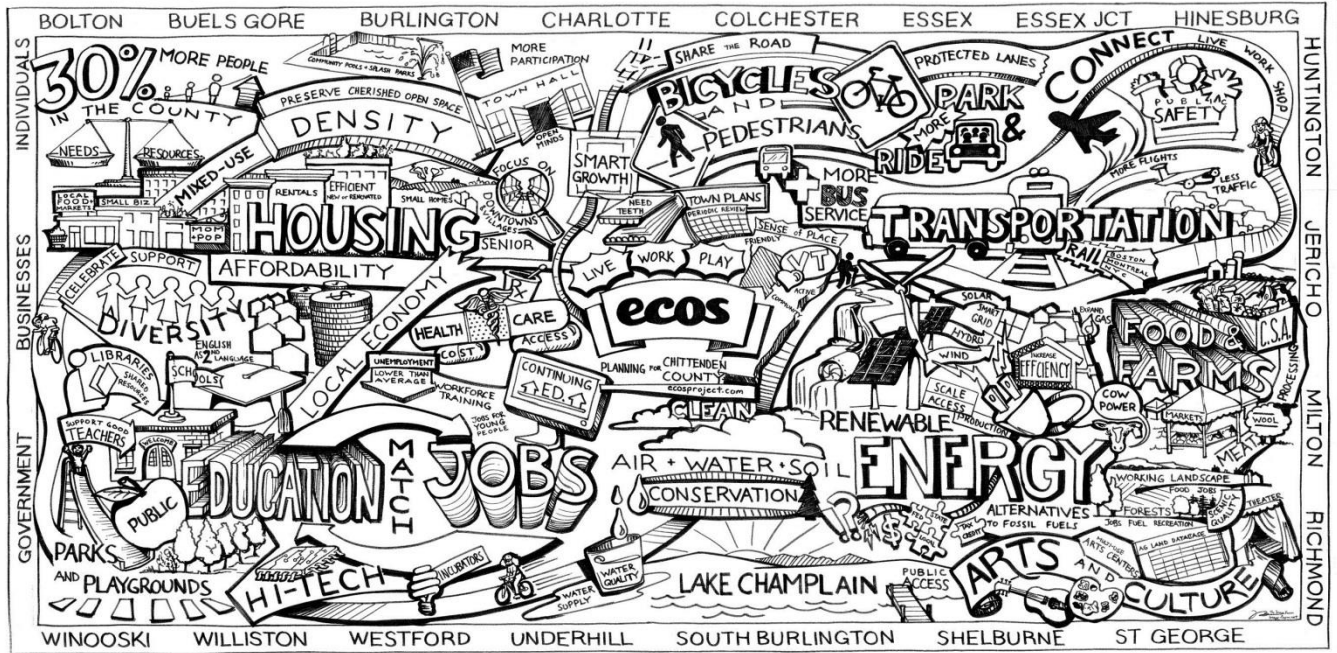 BOLTON BUELS GORE BURLINGTON CHARLOTTE COLCHESTER ESSEX ESSEX JCT HINESBURG
HUNTINGTON JERICHO MILTON RICHMOND
INDIVIDUALS
BUSINESSES
GOVERNMENT
30% MORE PEOPLE
IN THE COUNTY
NEEDS RESOURCES
COMMUNITY POOLS + SPLASH PARKS
PRESERVE CHERISHED OPEN SPACE
DENSITY
MORE
PARTICIPATION
TOWN HALL
OPEN
MINDS
MIXED-USE
LOCAL
FOOD+
MARKETS
SMALL BIZ
MOM
+POP
RENTALS
EFFICIENT
NEW OR RENOVATED
SMALL HOMES
HOUSING
FOCUS ON
DOWNTOWNS
VILLAGES
SENIOR
AFFORDABILITY
SMART
GROWTH!
SHARE THE ROAD
BICYCLES
AND
PEDESTRIANS
PROTECTED LANES
MORE
PARK
&
RIDE
CONNECT
LIVE WORK SHOP
PUBLIC
SAFETY
MORE FLIGHTS
LESS
TRAFFIC
MORE
BUS
SERVICE
TRANSPORTATION
RAIL
BOSTON
MONTREAL
NYC
NEED
TEETH
TOWN PLANS
PERIODIC REVIEW
SENSE OF PLACE
FRIENDLY
VT
ACTIVE
COMMUNITY
LIVE WORK PLAY
ecos
PLANNING FOR CHITTENDEN
COUNTY
ecosproject.com
CELEBRATE SUPPORT
DIVERSITY
ENGLISH
AS 2ND
LANGUAGE
LIBRARIES
SHARED
RESOURCES
SCHOOLS
LOCAL ECONOMY
HEALTH CARE
Rx
COST
ACCESS
UNEMPLOYMENT
LOWER THAN
AVERAGE
WORKFORCE
TRAINING
CONTINUING
ED.
JOBS FOR
YOUNG
PEOPLE
SUPPORT GOOD
TEACHERS
WELCOME
EDUCATION
MATCH
JOBS
PUBLIC
PARKS
AND PLAYGROUNDS
HI-TECH
INCUBATORS
CLEAN
AIR + WATER + SOIL
CONSERVATION
WATER
QUALITY
WATER
SUPPLY
LAKE CHAMPLAIN
PUBLIC
ACCESS
SOLAR
SMART
GRID
HYDRO
WIND
EXPAND
GAS
INCREASE
EFFCIENCY
SCALE
ACCESS
PRODUCTION
RENEWABLE
ENERGY
ALTERNATIVES
TO FOSSIL FUELS
STATE
FED
LOCAL
TAX
CREDIT
FOOD &
FARMS
C.S.A.
PROCESSING
COW
POWER
MARKETS
WOOL
MEAT
WORKING LANDSCAPE
FOOD JOBS
FORESTS
SCENIC
QUALITY
JOBS FUEL RECREATION
THEATER
AG LAND DATABASE
MULTI-USE
ARTS CENTERS
ARTS
AND
CULTURE
WINOOSKI WILLISTON WESTFORD UNDERHILL SOUTH BURLINGTON SHELBURNE ST GEORGE